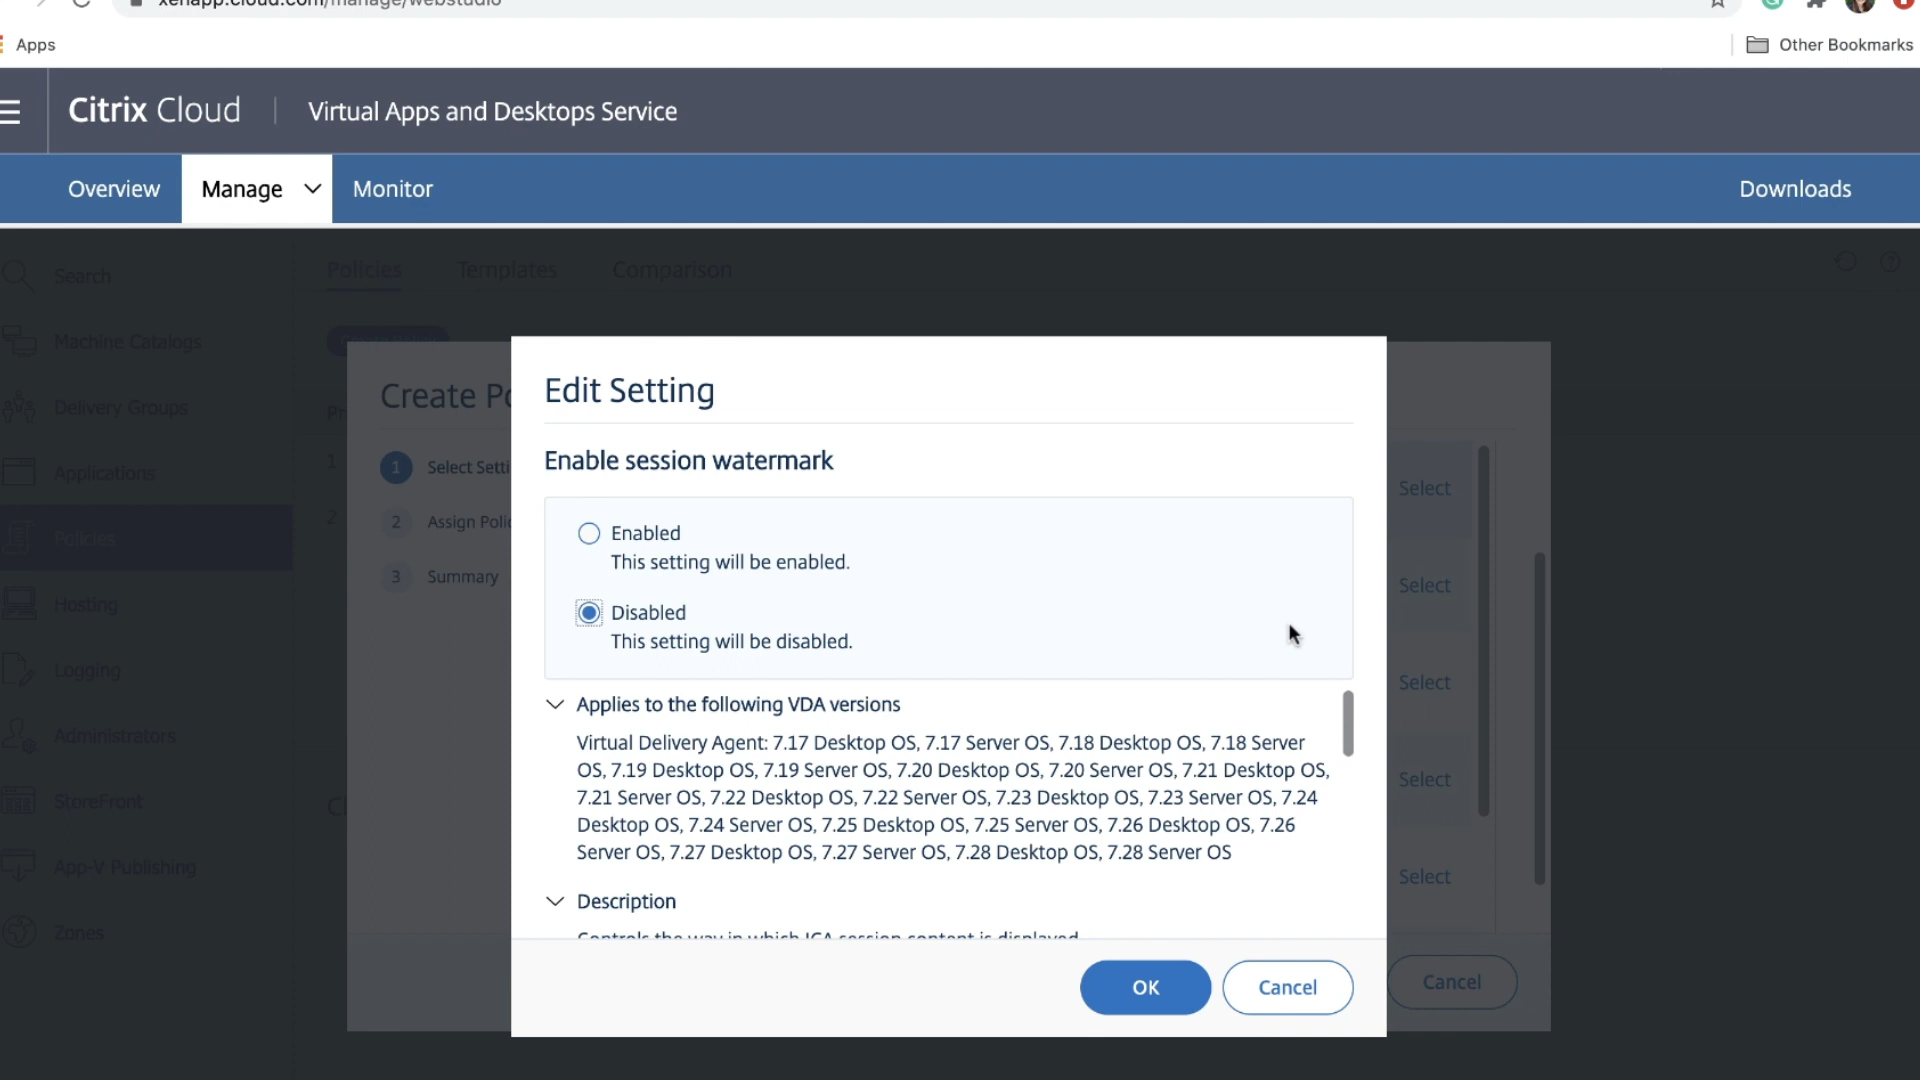 xenapp.cloud.com/manage/webstudio
Apps
Other Bookmarks
Citrix Cloud
Virtual Apps and Desktops Service
Overview
Manage
Monitor
Downloads
Search
Policies
Templates
Comparison
Machine Catalogs
Delivery Groups
Applications
Policies
Hosting
Logging
Administrators
StoreFront
App-V Publishing
Zones
1
2
Create
1 Select
2 Assign
3 Summary
Edit Setting
Enable session watermark
Enabled
This setting will be enabled.
Disabled
This setting will be disabled.
Applies to the following VDA versions
Virtual Delivery Agent: 7.17 Desktop OS, 7.17 Server OS, 7.18 Desktop OS, 7.18 Server
OS, 7.19 Desktop OS, 7.19 Server OS, 7.20 Desktop OS, 7.20 Server OS, 7.21 Desktop OS,
7.21 Server OS, 7.22 Desktop OS, 7.22 Server OS, 7.23 Desktop OS, 7.23 Server OS, 7.24
Desktop OS, 7.24 Server OS, 7.25 Desktop OS, 7.25 Server OS, 7.26 Desktop OS, 7.26
Server OS, 7.27 Desktop OS, 7.27 Server OS, 7.28 Desktop OS, 7.28 Server OS
Description
Controls the way in which ICA session content is displayed
OK
Cancel
Select
Select
Select
Select
Select
Cancel